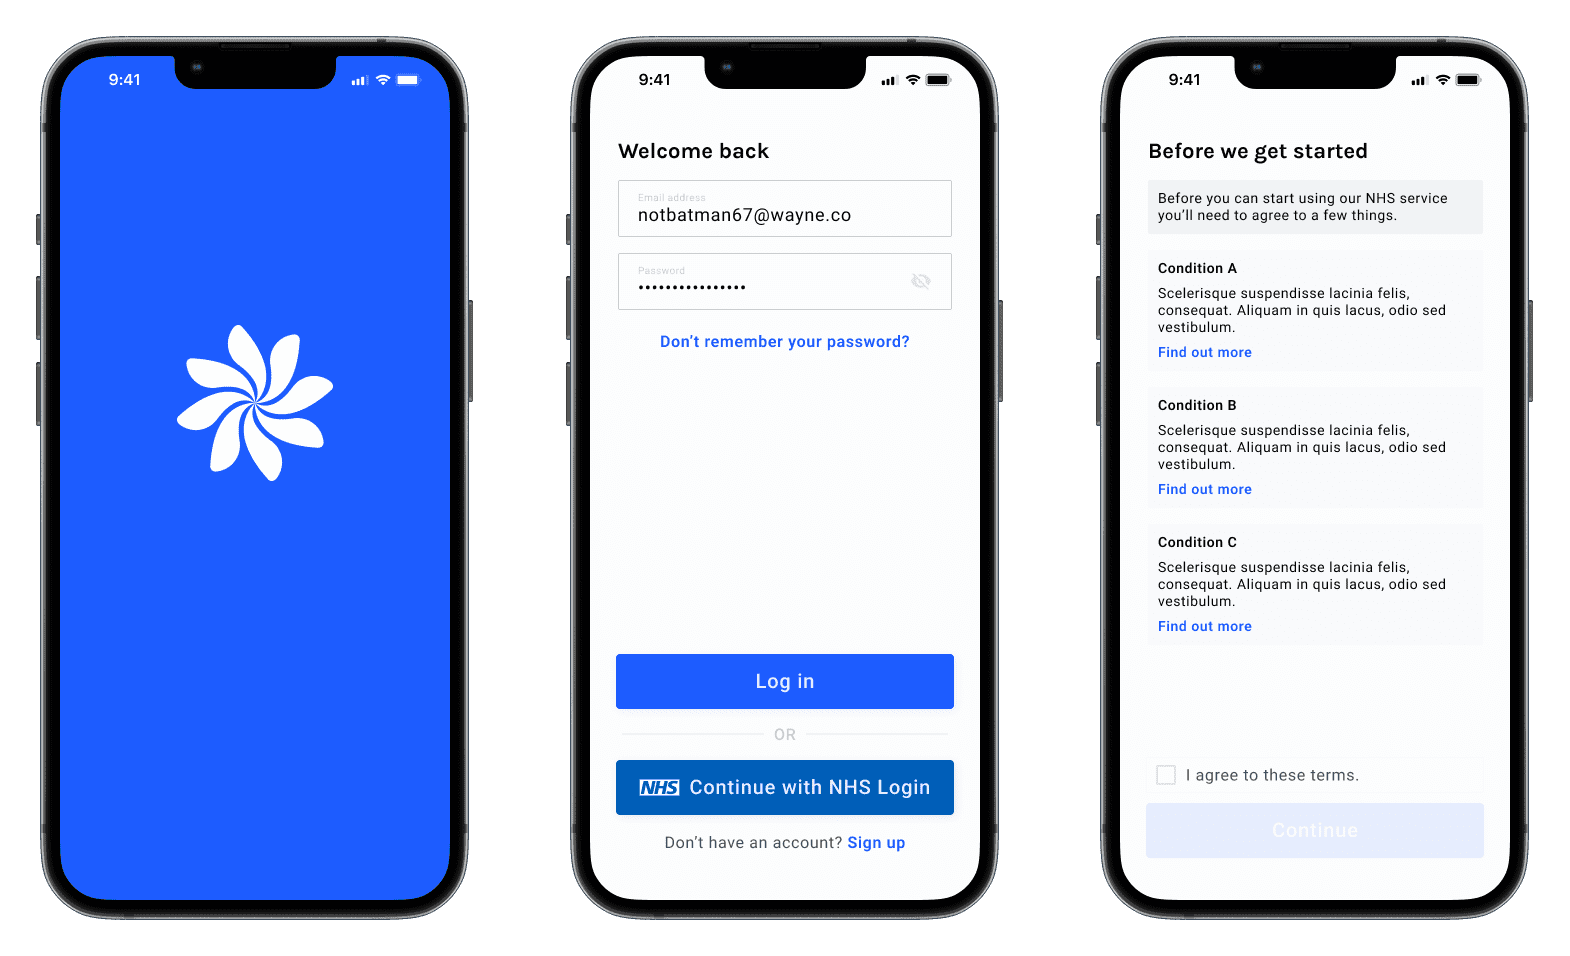 9:41
9:41
Welcome back
Email address
notbatman67@wayne.co
Password
••••••••••••••••
Don’t remember your password?
Log in
OR
NHS Continue with NHS Login
Don’t have an account? Sign up
9:41
Before we get started
Before you can start using our NHS service
you’ll need to agree to a few things.
Condition A
Scelerisque suspendisse lacinia felis,
consequat. Aliquam in quis lacus, odio sed
vestibulum.
Find out more
Condition B
Scelerisque suspendisse lacinia felis,
consequat. Aliquam in quis lacus, odio sed
vestibulum.
Find out more
Condition C
Scelerisque suspendisse lacinia felis,
consequat. Aliquam in quis lacus, odio sed
vestibulum.
Find out more
I agree to these terms.
Continue